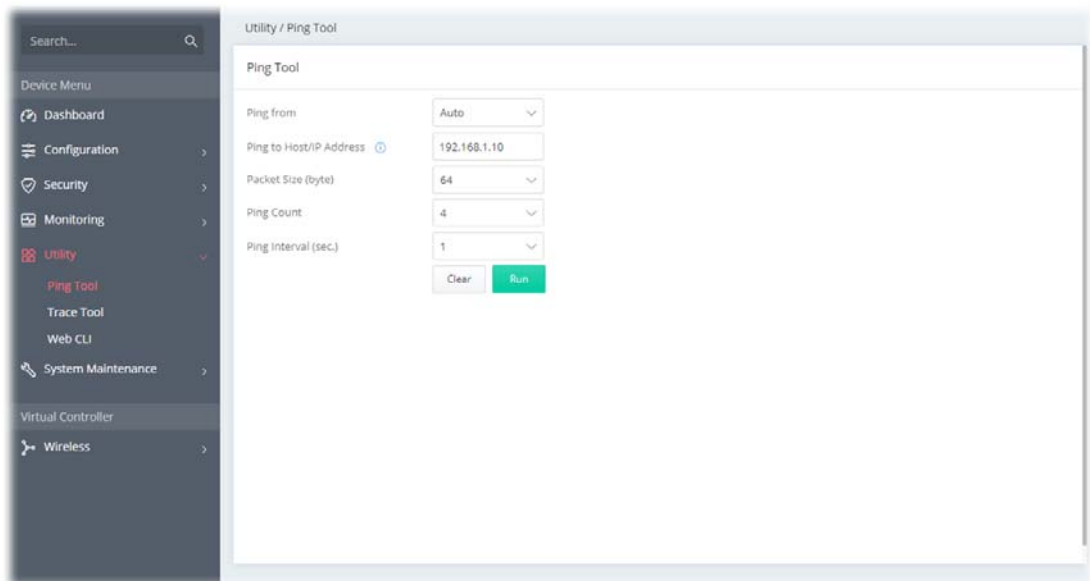 Search...
Device Menu
Dashboard
Configuration
Security
Monitoring
Utility
Ping Tool
Trace Tool
Web CLI
System Maintenance
Virtual Controller
Wireless
Utility / Ping Tool
Ping Tool
Ping from Auto
Ping to Host/IP Address 192.168.1.10
Packet Size (byte) 64
Ping Count 4
Ping Interval (sec.) 1
Clear Run